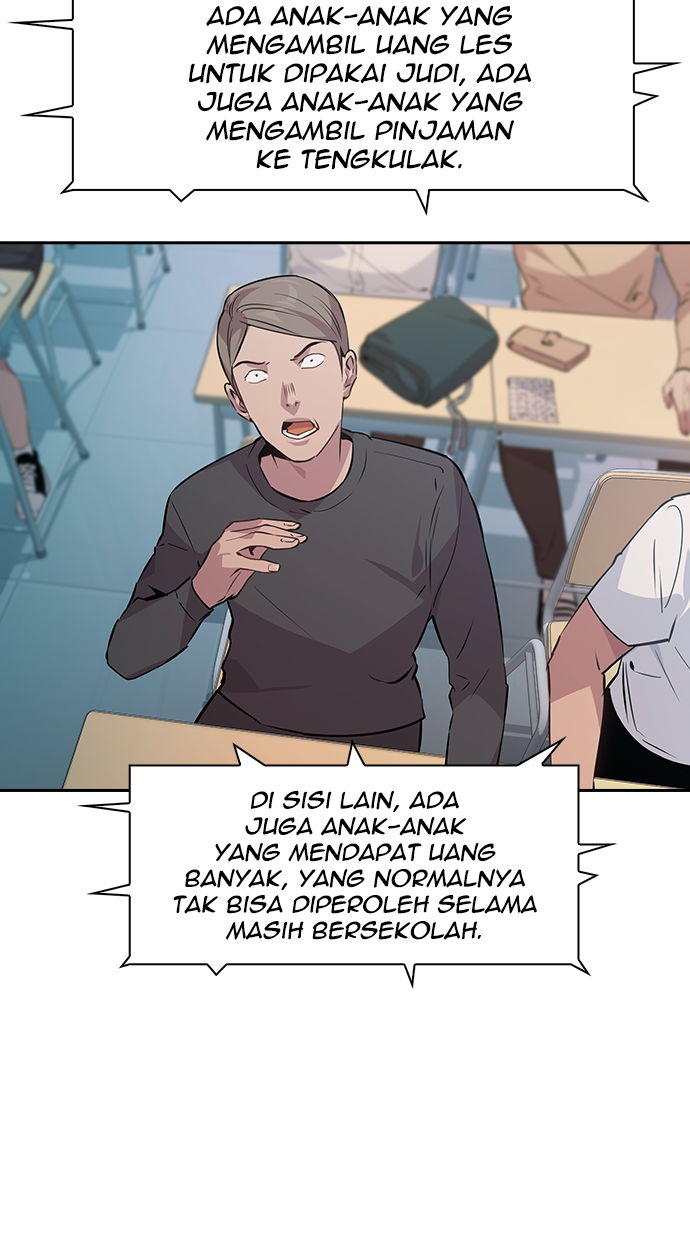 ADA ANAK-ANAK YANG
MENGAMBIL UANG LES
UNTUK DIPAKAI JUDI, ADA
JUGA ANAK-ANAK YANG
MENGAMBIL PINJAMAN
KE TENGKULAK.
DI SISI LAIN, ADA
JUGA ANAK-ANAK
YANG MENDAPAT UANG
BANYAK, YANG NORMALNYA
TAK BISA DIPEROLEH SELAMA
MASIH BERSEKOLAH.